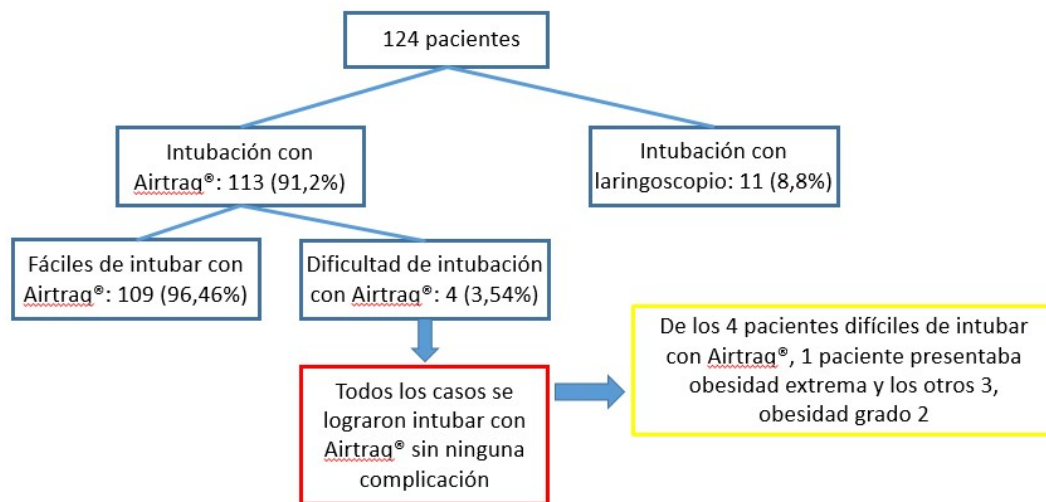 124 pacientes
Intubación con
Airtraq®: 113 (91,2%)
Intubación con
laringoscopio: 11 (8,8%)
Fáciles de intubar con
Airtraq®: 109 (96,46%)
Dificultad de intubación
con Airtraq®: 4 (3,54%)
Todos los casos se
lograron intubar con
Airtraq® sin ninguna
complicación
De los 4 pacientes difíciles de intubar
con Airtraq®, 1 paciente presentaba
obesidad extrema y los otros 3,
obesidad grado 2